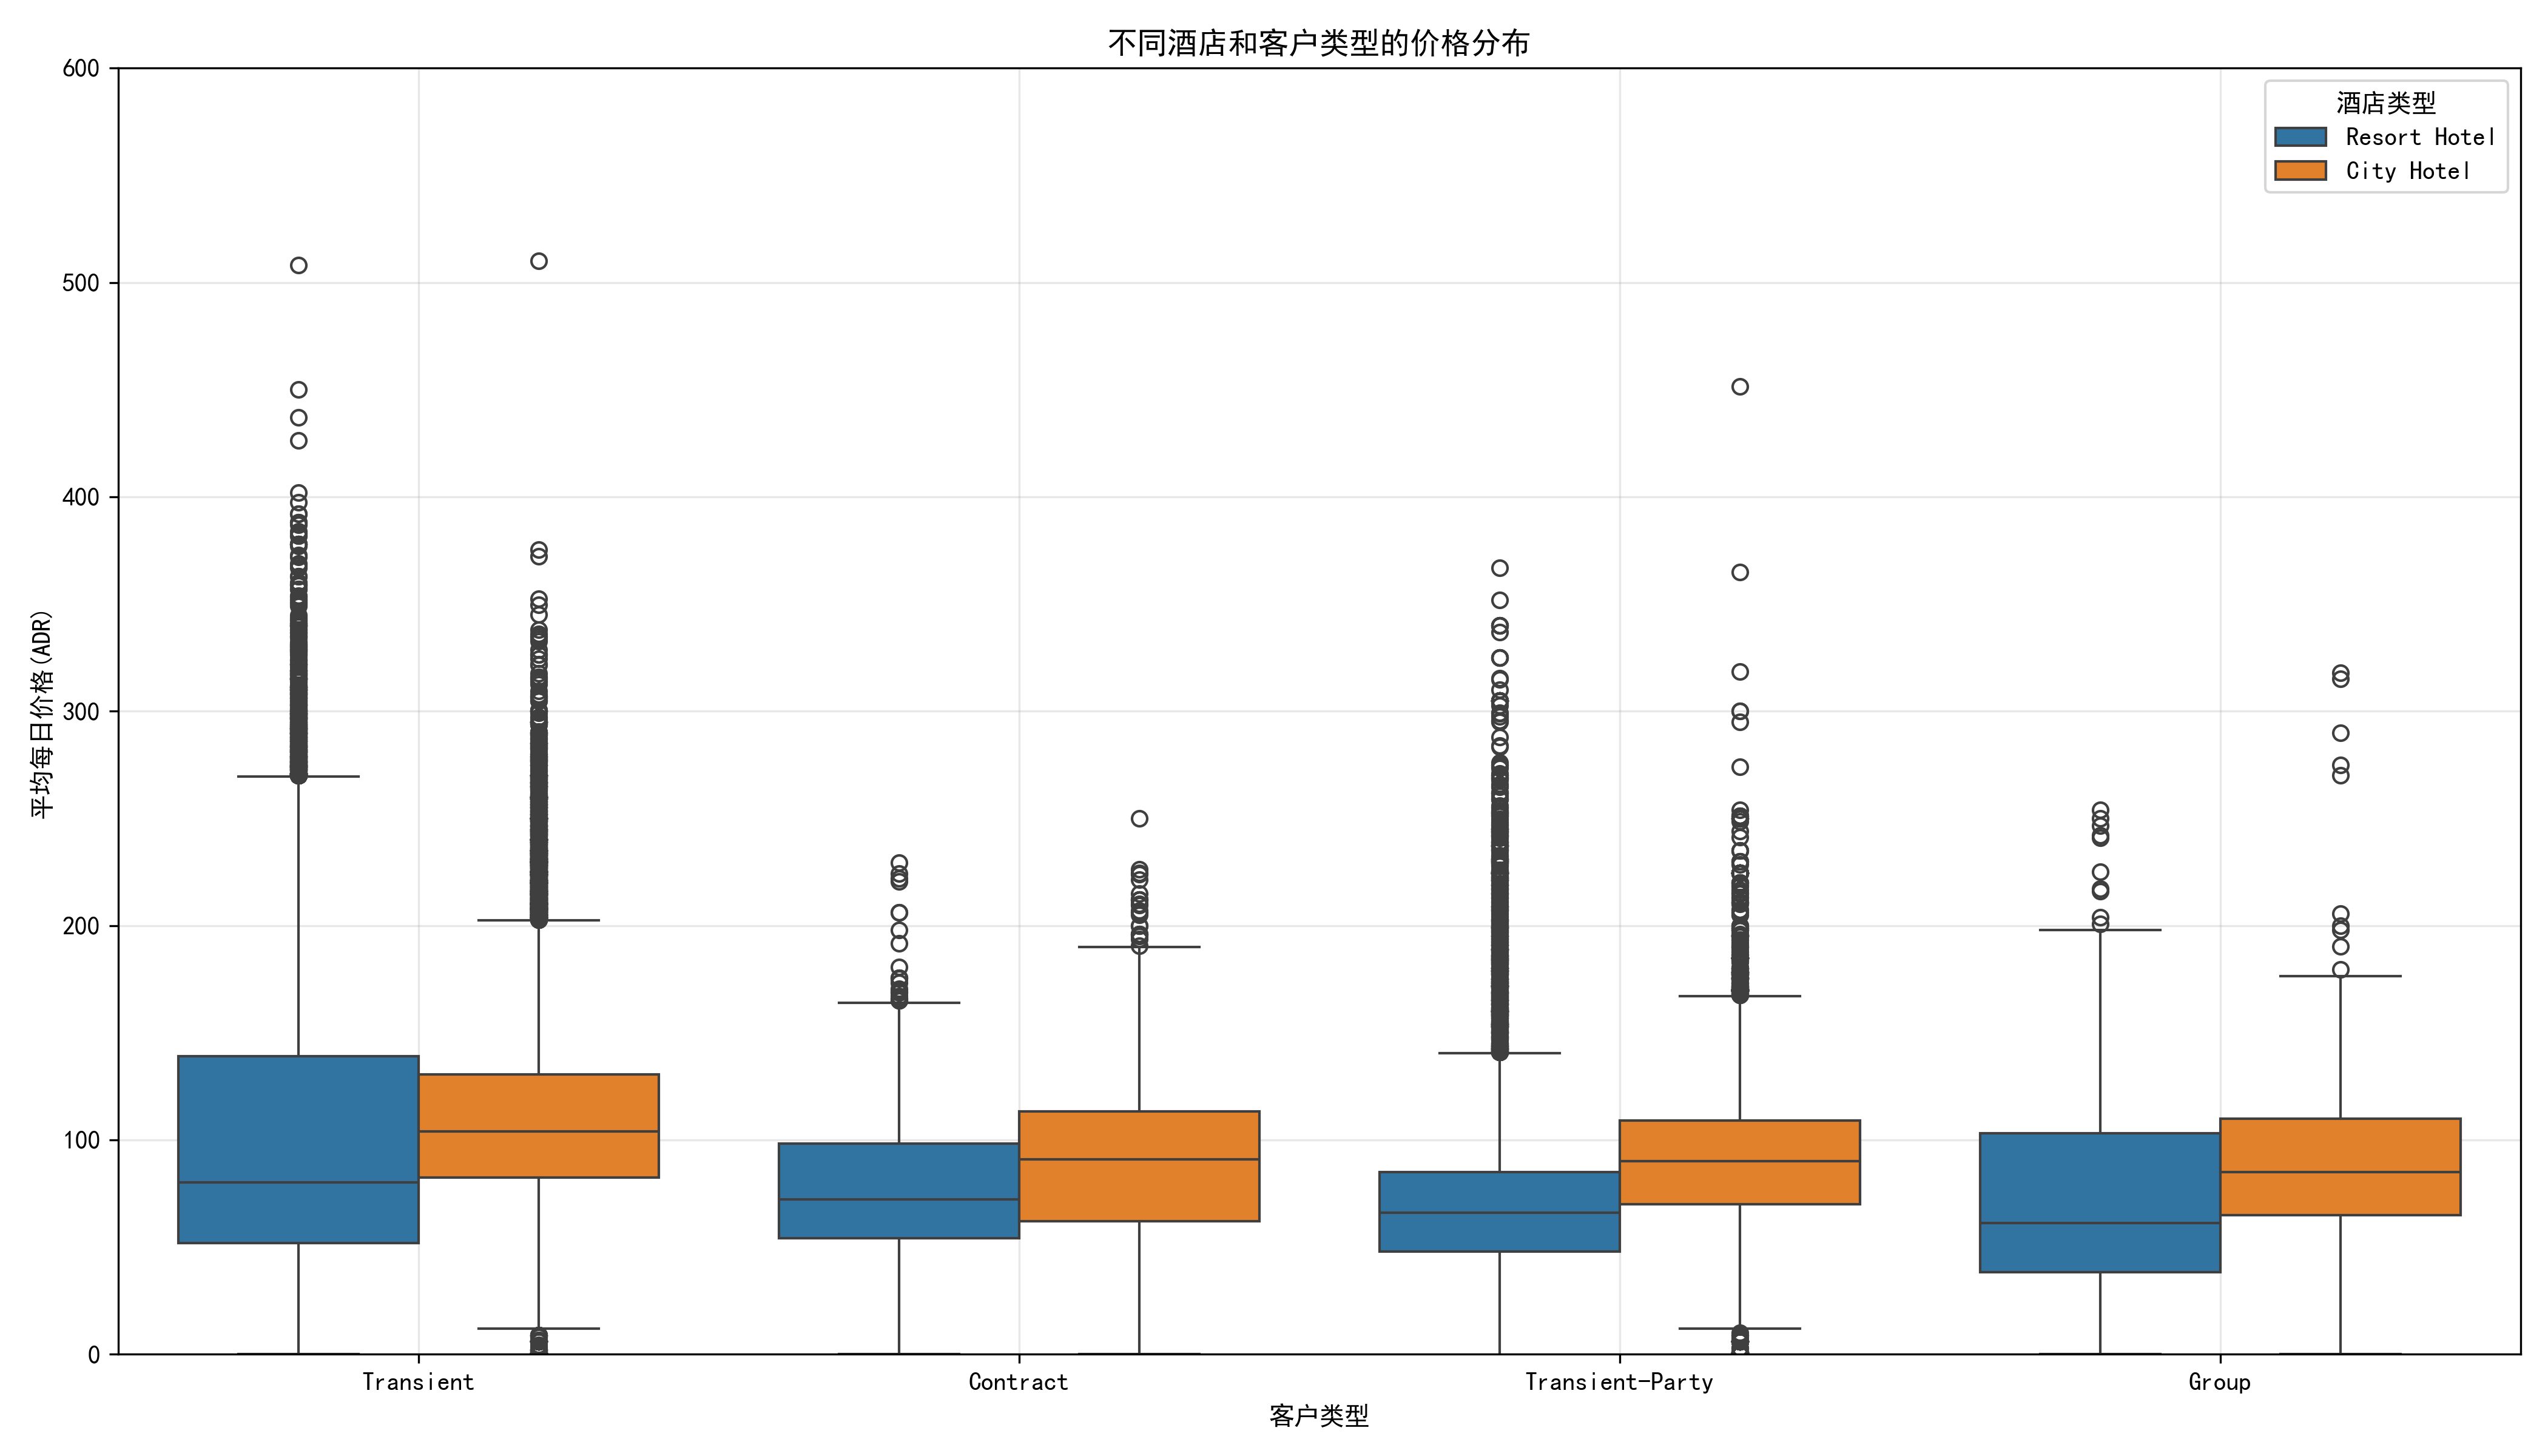 不同酒店和客户类型的价格分布
酒店类型
Resort Hotel
City Hotel
平均每日价格(ADR)
600
500
400
300
200
100
0
Transient
Contract
Transient-Party
Group
客户类型